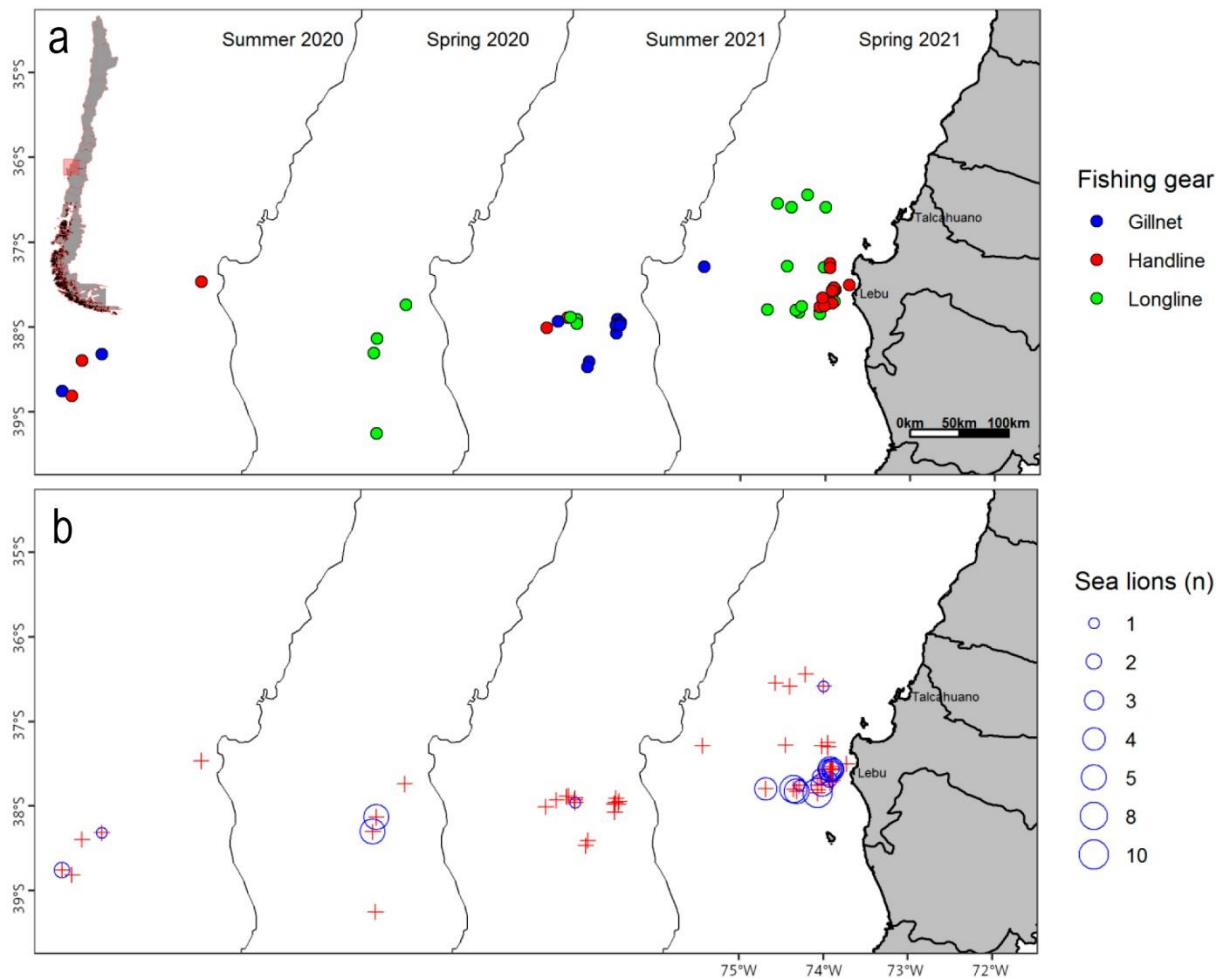 a
Summer 2020
Spring 2020
Summer 2021
Spring 2021
35°S
36°S
37°S
38°S
39°S
Talcahuano
Lebu
0km 50km 100km
Fishing gear
Gillnet
Handline
Longline
b
35°S
36°S
37°S
38°S
39°S
Talcahuano
Lebu
75°W
74°W
73°W
72°W
Sea lions (n)
1
2
3
4
5
8
10